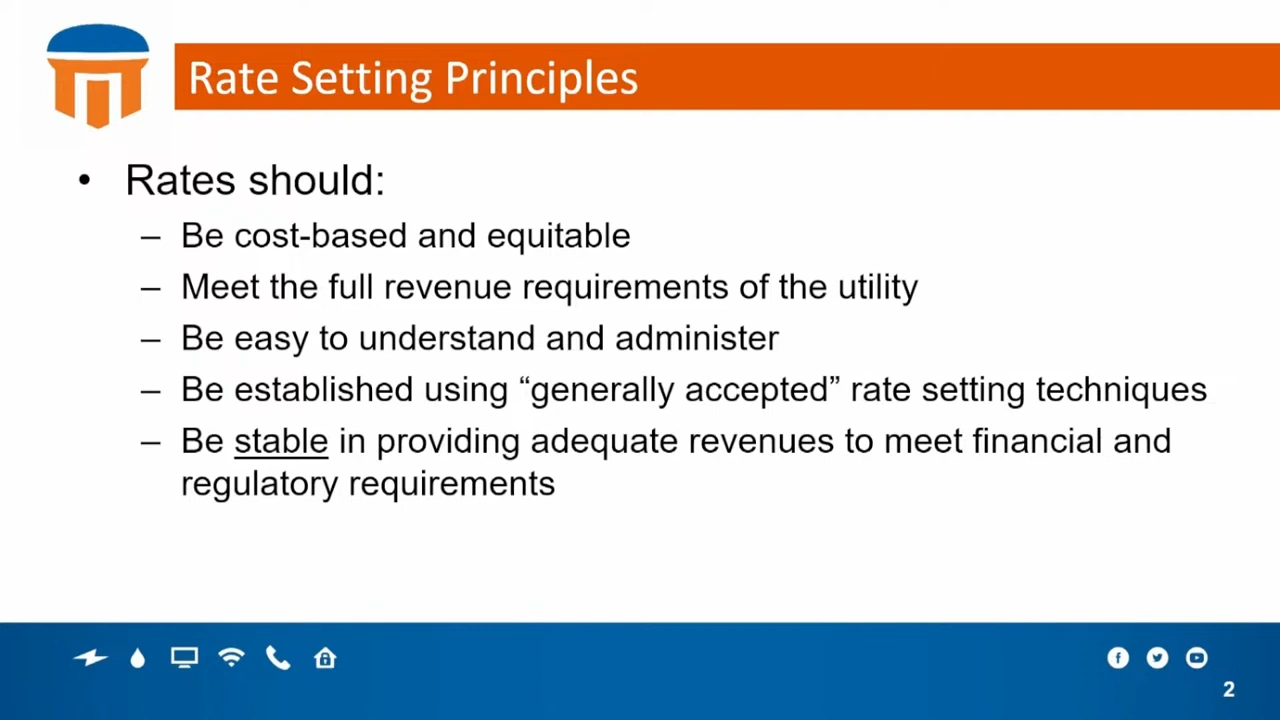 Rate Setting Principles
• Rates should:
– Be cost-based and equitable
– Meet the full revenue requirements of the utility
– Be easy to understand and administer
– Be established using “generally accepted” rate setting techniques
– Be stable in providing adequate revenues to meet financial and
regulatory requirements
2